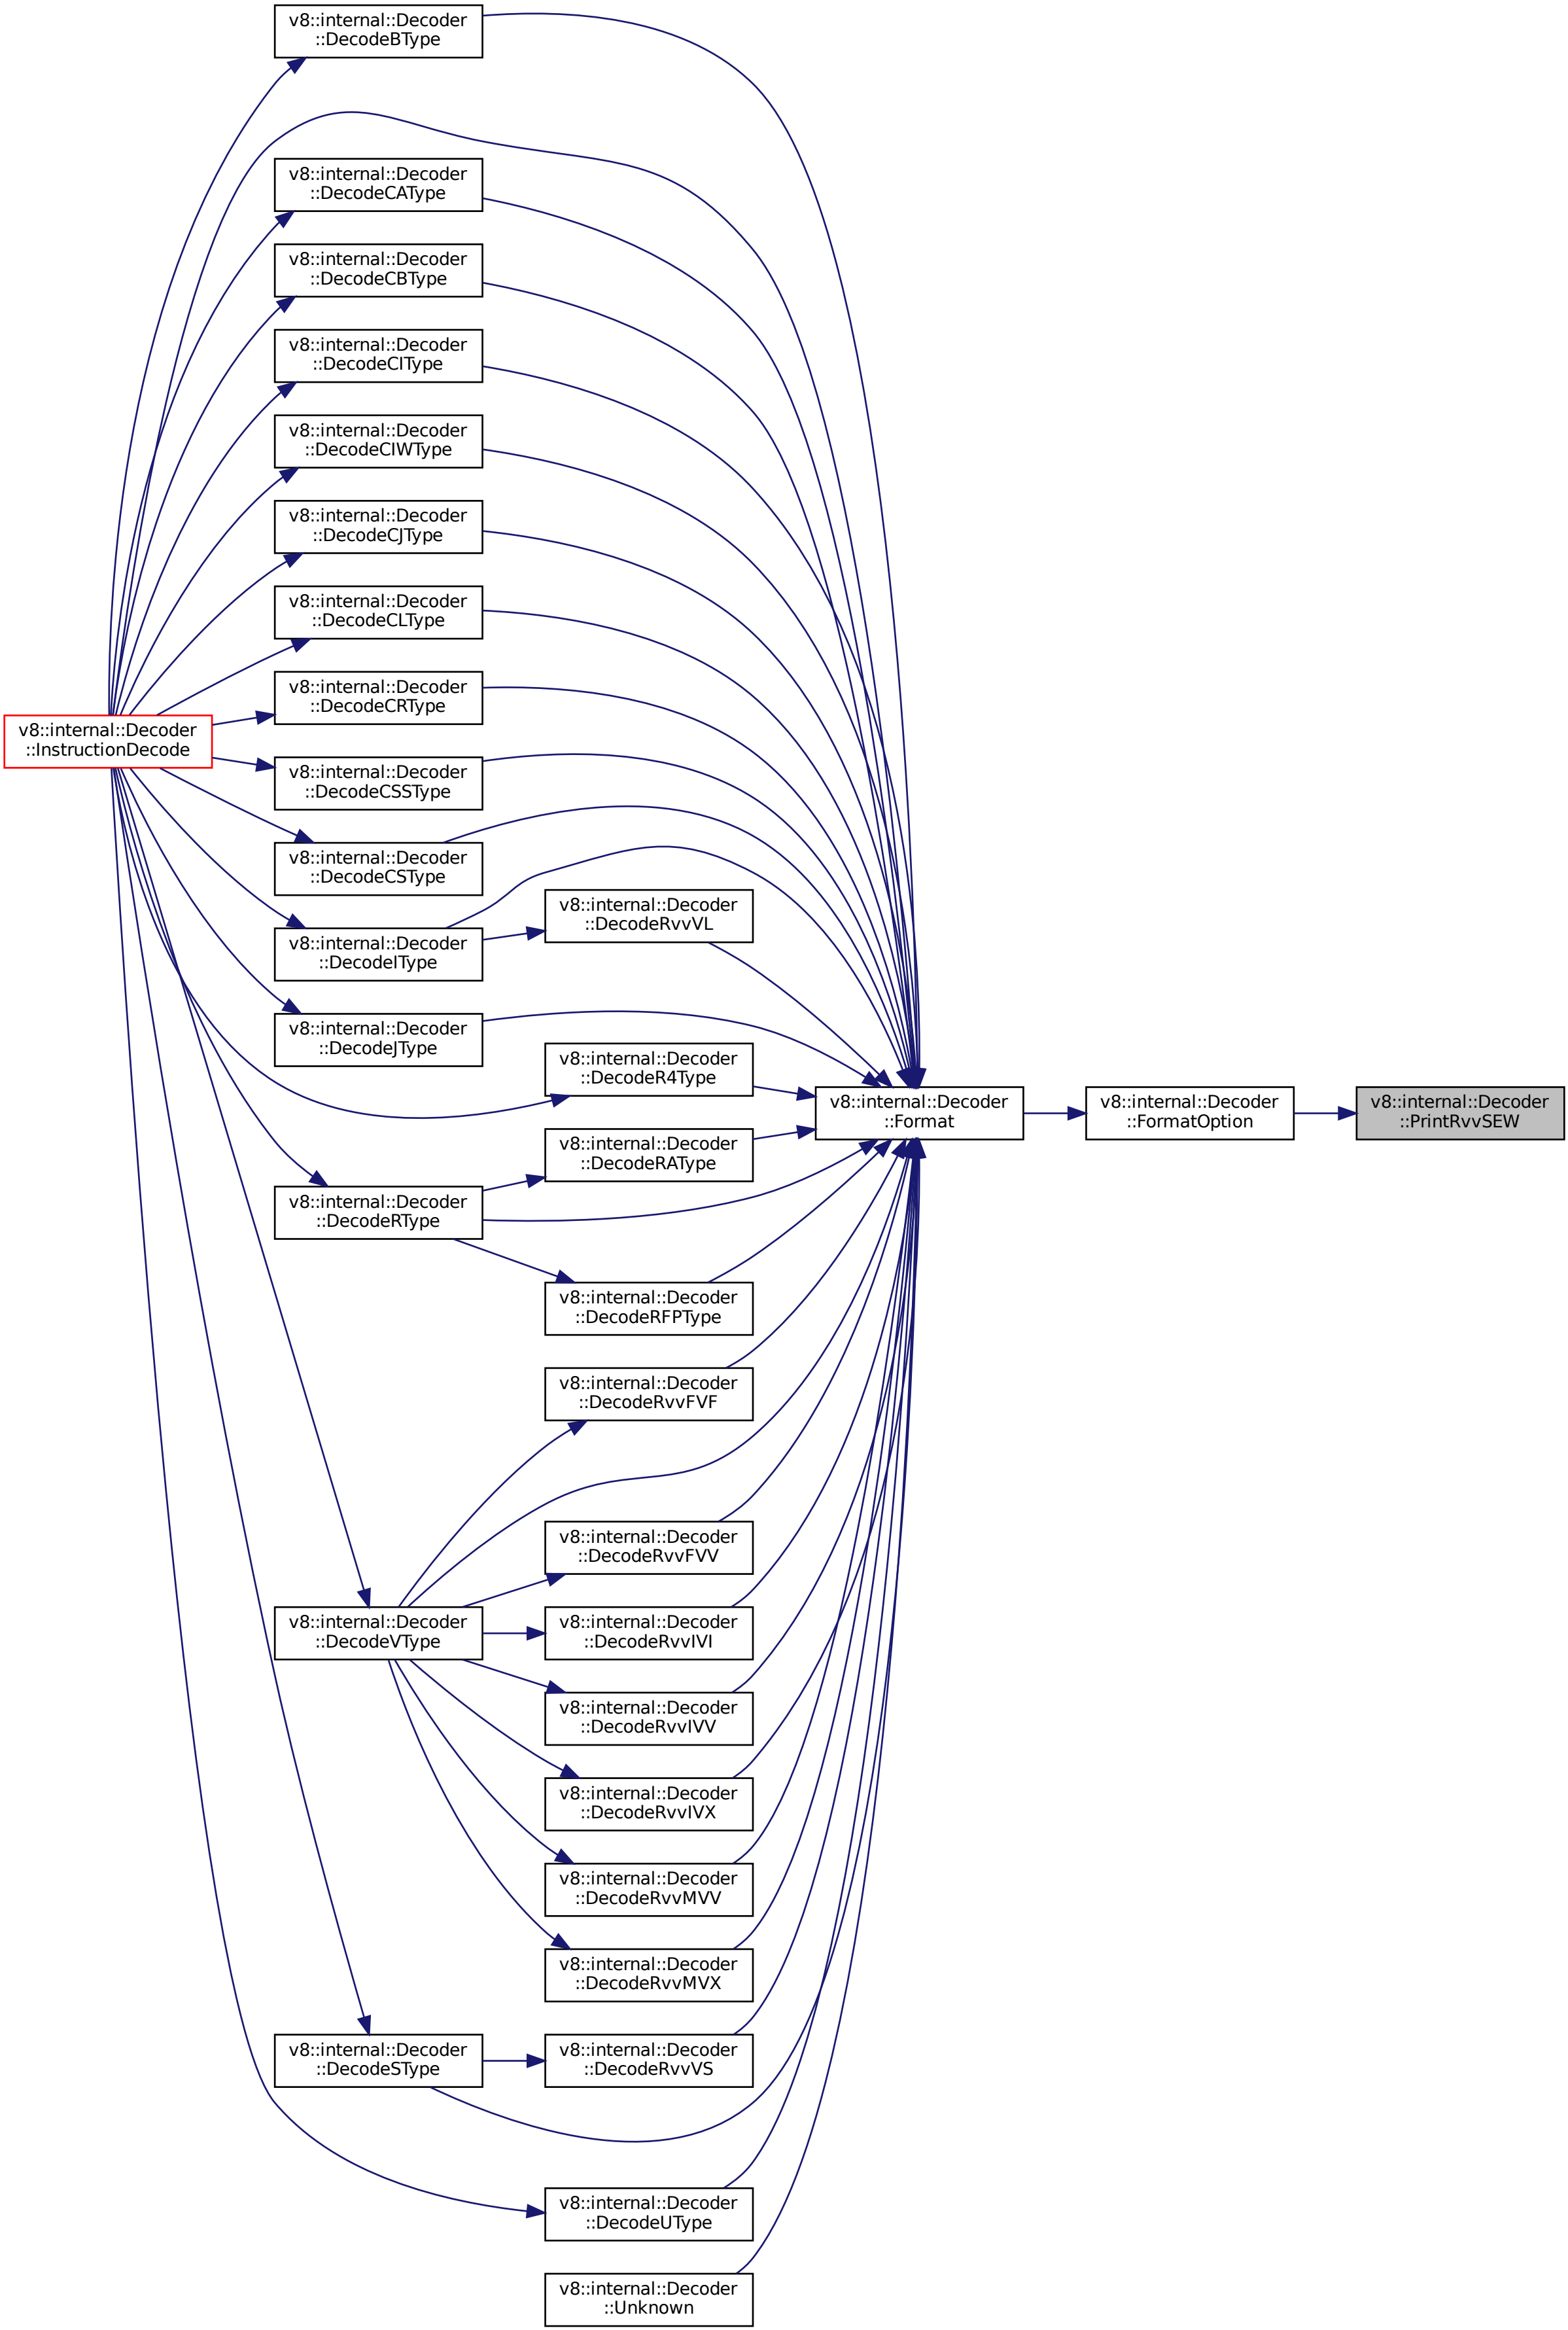 v8::internal::Decoder
::DecodeBType
v8::internal::Decoder
::DecodeCAType
v8::internal::Decoder
::DecodeCBType
v8::internal::Decoder
::DecodeCIType
v8::internal::Decoder
::DecodeCIWType
v8::internal::Decoder
::DecodeCJType
v8::internal::Decoder
::DecodeCLType
v8::internal::Decoder
::DecodeCRType
v8::internal::Decoder
::InstructionDecode
v8::internal::Decoder
::DecodeCSSType
v8::internal::Decoder
::DecodeCSType
v8::internal::Decoder
::DecodeRvvVL
v8::internal::Decoder
::DecodeIType
v8::internal::Decoder
::DecodeJType
v8::internal::Decoder
::DecodeR4Type
v8::internal::Decoder
::Format
v8::internal::Decoder
::FormatOption
v8::internal::Decoder
::PrintRvvSEW
v8::internal::Decoder
::DecodeRAType
v8::internal::Decoder
::DecodeRType
v8::internal::Decoder
::DecodeRFPType
v8::internal::Decoder
::DecodeRvvFVF
v8::internal::Decoder
::DecodeRvvFVV
v8::internal::Decoder
::DecodeVType
v8::internal::Decoder
::DecodeRvvIVI
v8::internal::Decoder
::DecodeRvvIVV
v8::internal::Decoder
::DecodeRvvIVX
v8::internal::Decoder
::DecodeRvvMVV
v8::internal::Decoder
::DecodeRvvMVX
v8::internal::Decoder
::DecodeSType
v8::internal::Decoder
::DecodeRvvVS
v8::internal::Decoder
::DecodeUType
v8::internal::Decoder
::Unknown